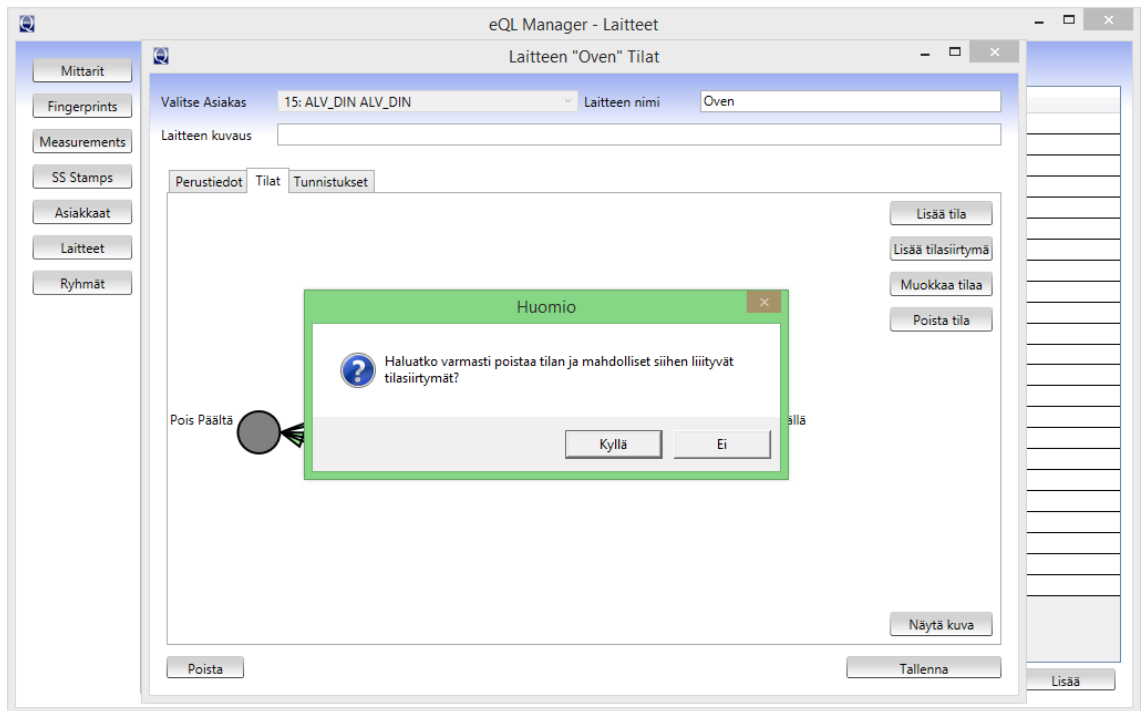 eQL Manager - Laitteet
Laitteen "Oven" Tilat
Mittarit
Fingerprints
Measurements
SS Stamps
Asiakkaat
Laitteet
Ryhmät
Valitse Asiakas 15: ALV_DIN ALV_DIN Laitteen nimi Oven
Laitteen kuvaus
Perustiedot Tilat Tunnistukset
Lisää tila
Lisää tilasiirtymä
Muokkaa tilaa
Poista tila
Huomio
Haluatko varmasti poistaa tilan ja mahdolliset siihen liiityvät
tilasiirtymät?
Kyllä Ei
Pois Päältä
Näytä kuva
Poista Tallenna
Lisää